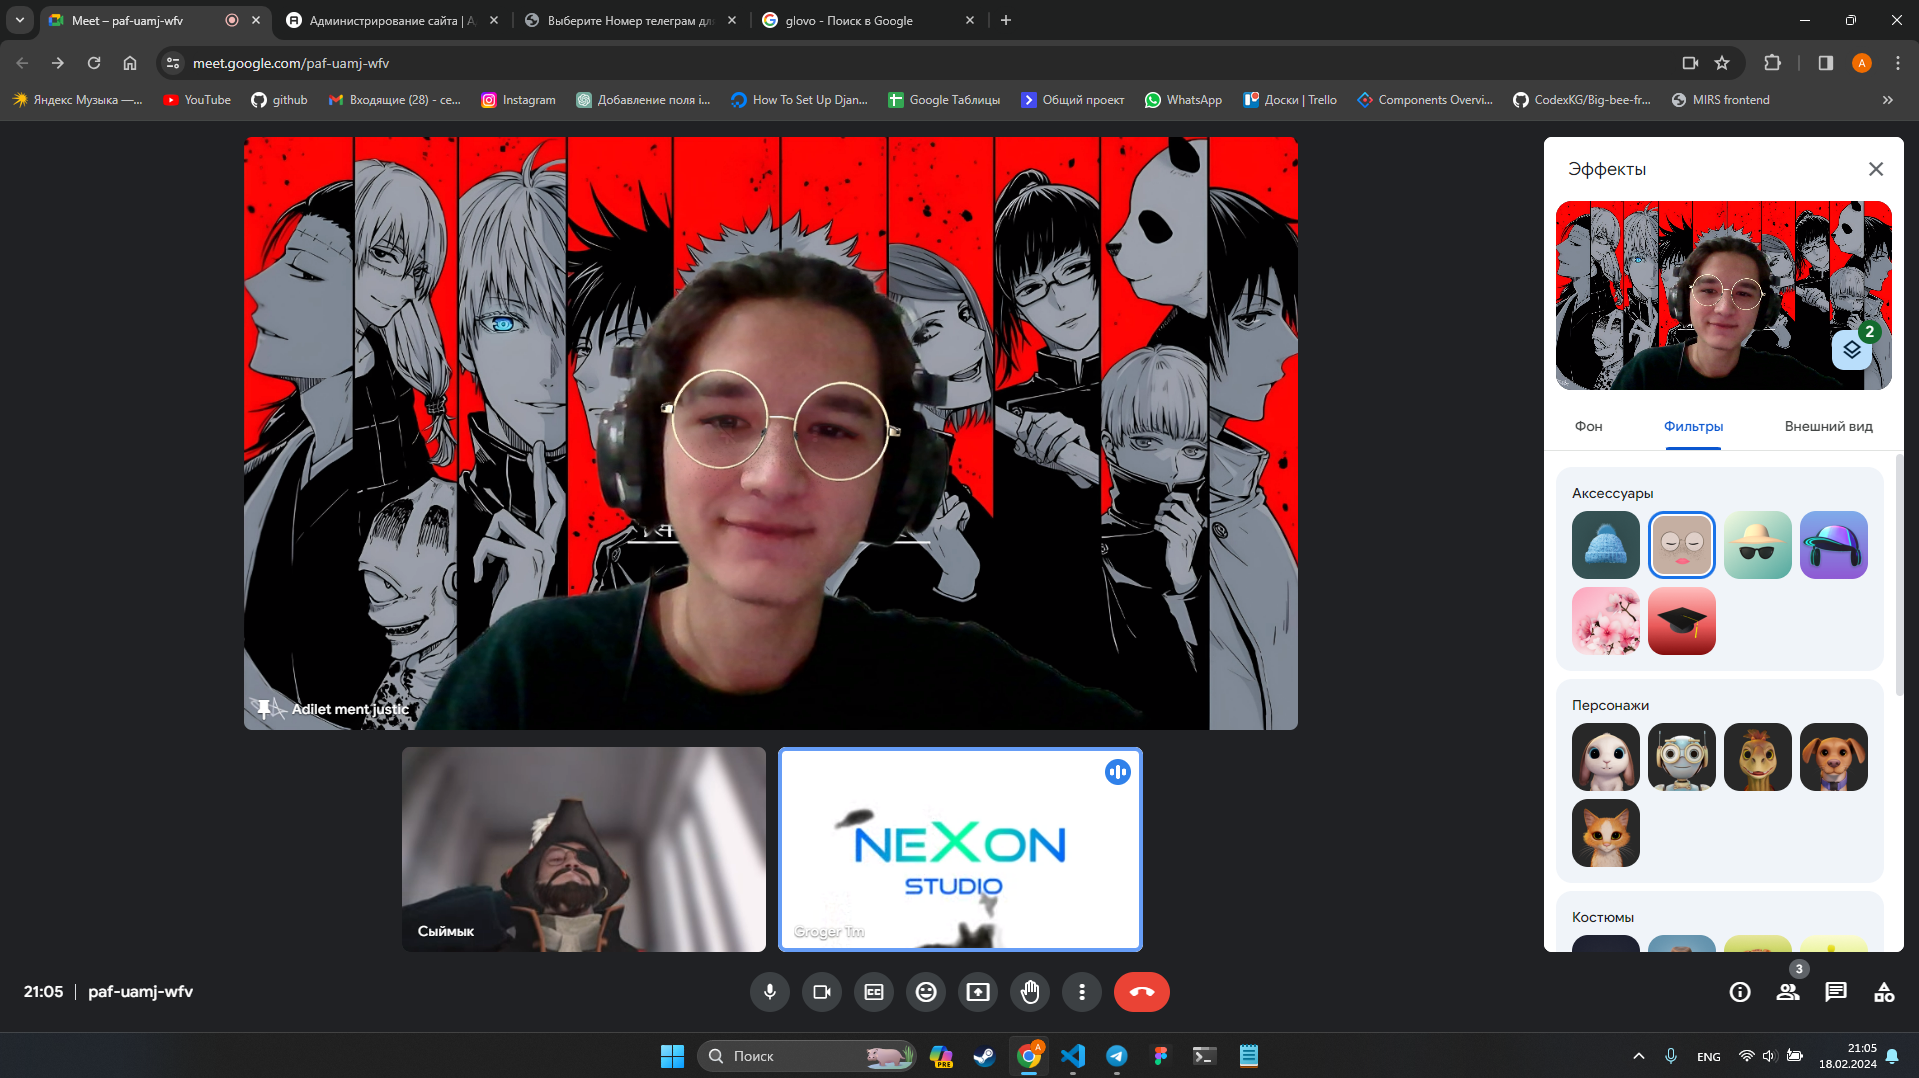 Meet – paf-uamj-wfv
Администрирование сайта | А
Выберите Номер телеграм для
glovo - Поиск в Google
meet.google.com/paf-uamj-wfv
A
Яндекс Музыка —...
YouTube
github
Входящие (28) - се...
Instagram
Добавление поля i...
How To Set Up Djan...
Google Таблицы
Общий проект
WhatsApp
Доски | Trello
Components Overvi...
CodexKG/Big-bee-fr...
MIRS frontend
Adilet ment justic
Сыймык
NEXON
STUDIO
Groger Tm
Эффекты
2
Фон
Фильтры
Внешний вид
Аксессуары
Персонажи
Костюмы
21:05
paf-uamj-wfv
3
Поиск
PRE
A
ENG
21:05
18.02.2024